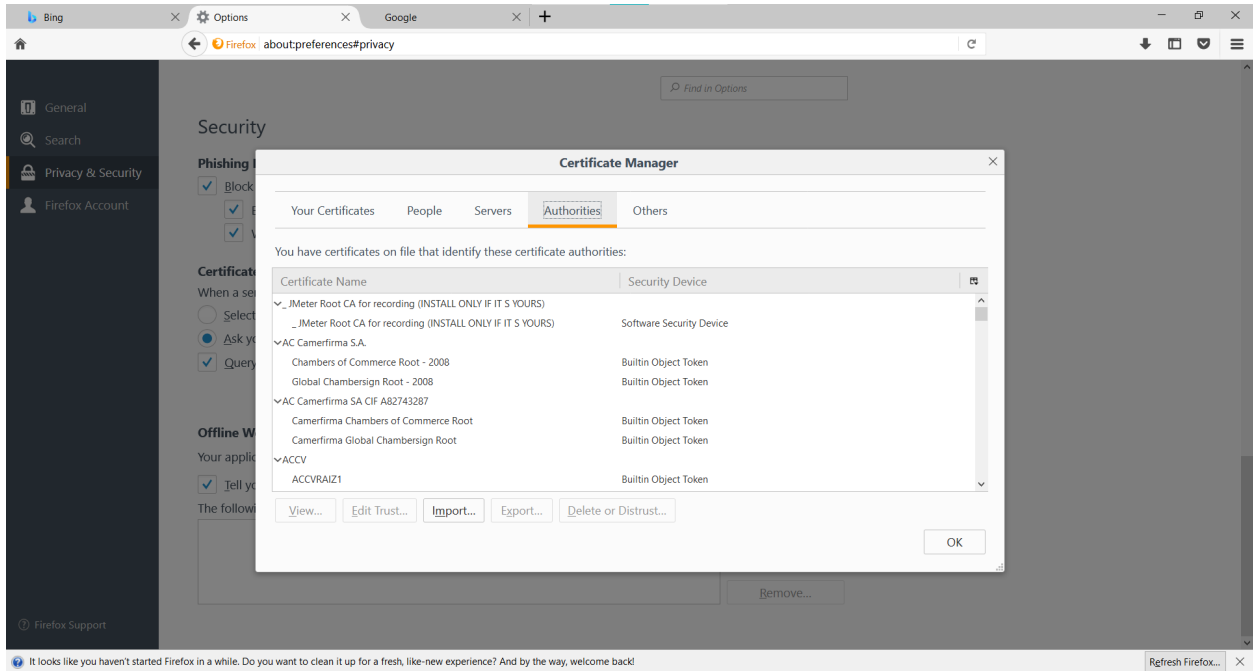 Bing
Options
Google
Firefox about:preferences#privacy
Find in Options
General
Search
Privacy & Security
Firefox Account
Firefox Support
Security
Phishing
Block
Certificate
When a se
Select
Ask yo
Query
Offline W
Your applic
Tell yo
The followi
Remove...
Certificate Manager
Your Certificates People Servers Authorities Others
You have certificates on file that identify these certificate authorities:
Certificate Name Security Device
_ JMeter Root CA for recording (INSTALL ONLY IF IT S YOURS)
_ JMeter Root CA for recording (INSTALL ONLY IF IT S YOURS) Software Security Device
AC Camerfirma S.A.
Chambers of Commerce Root - 2008 Builtin Object Token
Global Chambersign Root - 2008 Builtin Object Token
AC Camerfirma SA CIF A82743287
Camerfirma Chambers of Commerce Root Builtin Object Token
Camerfirma Global Chambersign Root Builtin Object Token
ACCV
ACCVRAIZ1 Builtin Object Token
View... Edit Trust... Import... Export... Delete or Distrust...
OK
It looks like you haven't started Firefox in a while. Do you want to clean it up for a fresh, like-new experience? And by the way, welcome back! Refresh Firefox...